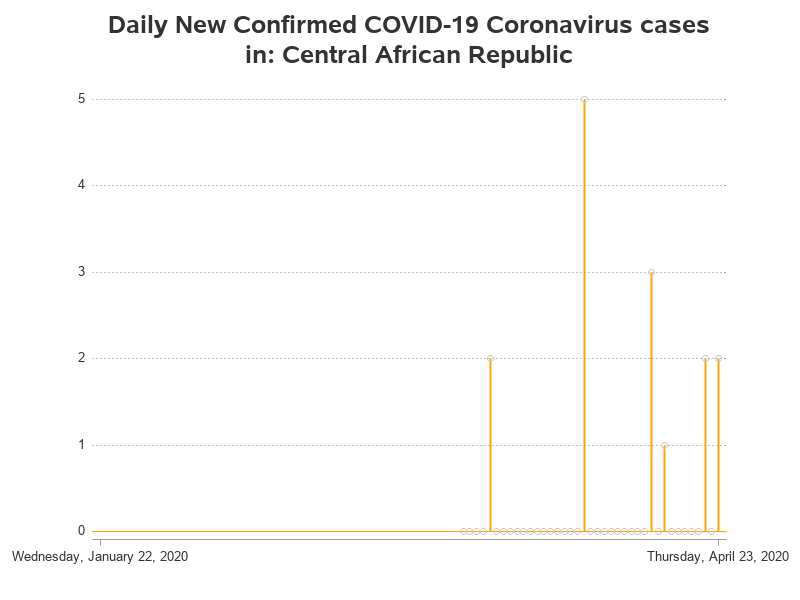 Daily New Confirmed COVID-19 Coronavirus cases
in: Central African Republic
5
4
3
2
1
0
Wednesday, January 22, 2020
Thursday, April 23, 2020